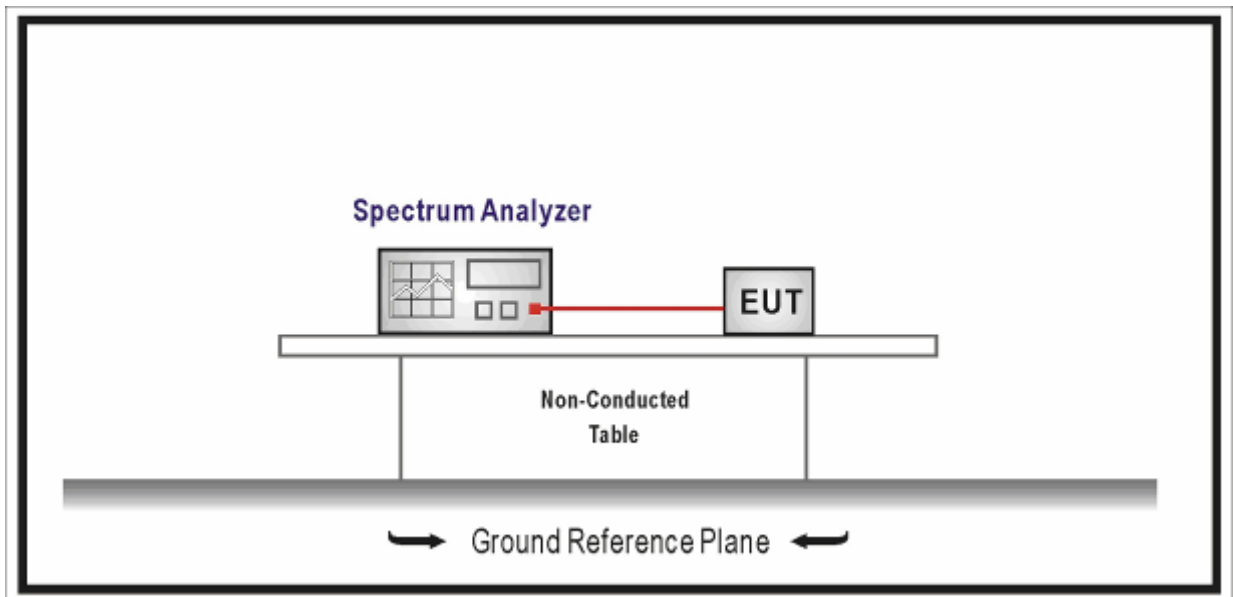 Spectrum Analyzer
EUT
Non-Conducted
Table
Ground Reference Plane